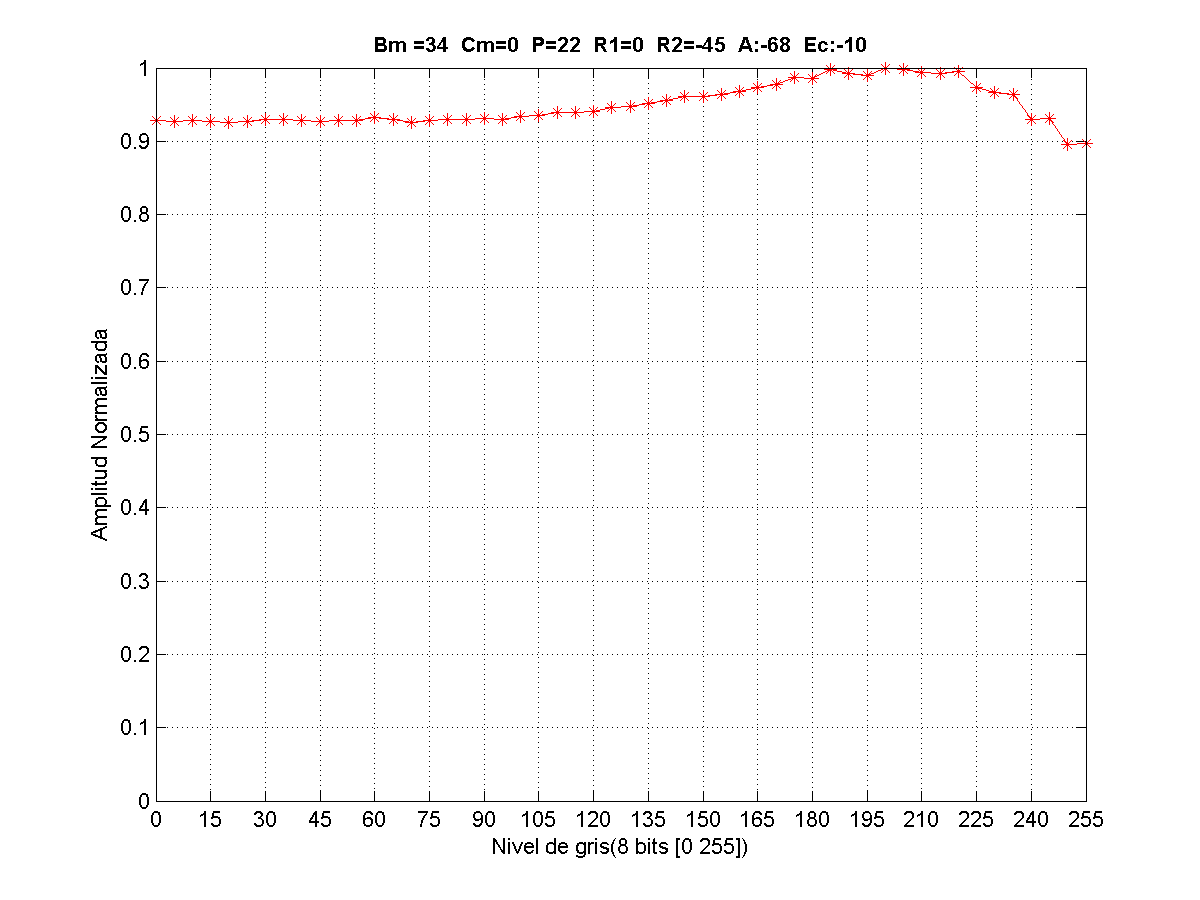 Bm =34  Cm=0  P=22  R1=0  R2=-45  A:-68  Ec:-10
1
0.9
0.8
0.7
0.6
0.5
0.4
0.3
0.2
0.1
0
Amplitud Normalizada
0 15 30 45 60 75 90 105 120 135 150 165 180 195 210 225 240 255
Nivel de gris(8 bits [0 255])